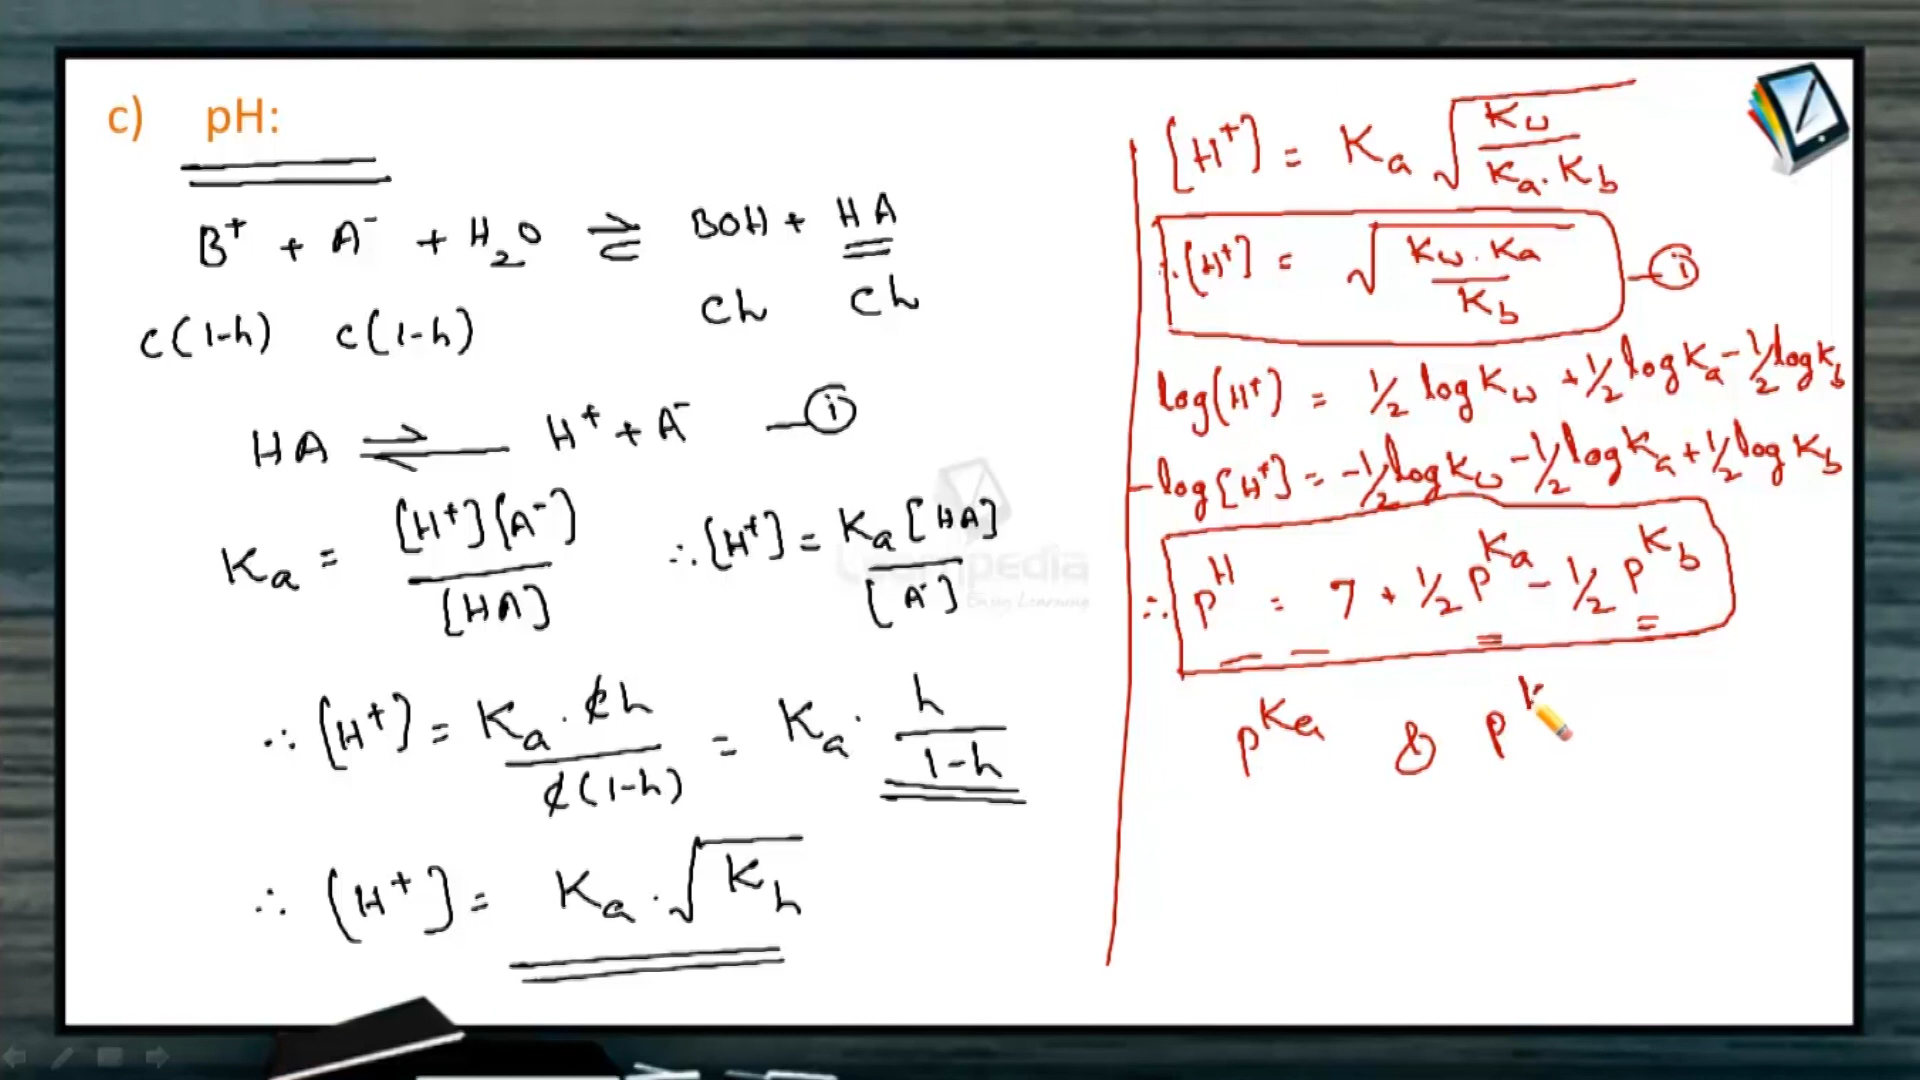 c) pH:
B⁺ + A⁻ + H₂O ⇌ BOH + HA
c(1-h) c(1-h) Ch Ch
HA ⇌ H⁺ + A⁻ —(i)
Kₐ = [H⁺][A⁻] / [HA] ∴ [H⁺] = Kₐ[HA] / [A⁻]
∴ [H⁺] = Kₐ . ch / c(1-h) = Kₐ . h / 1-h
∴ [H⁺] = Kₐ . √Kh
[H⁺] = Kₐ √(Kw / Kₐ . Kb)
∴ [H⁺] = √(Kw . Kₐ / Kb) —(i)
log[H⁺] = ½ log Kw + ½ log Kₐ - ½ log Kb
-log[H⁺] = -½ log Kw - ½ log Kₐ + ½ log Kb
∴ pH = 7 + ½ pKₐ - ½ pKb
pKₐ & p
Learnpedia
Enjoy Learning